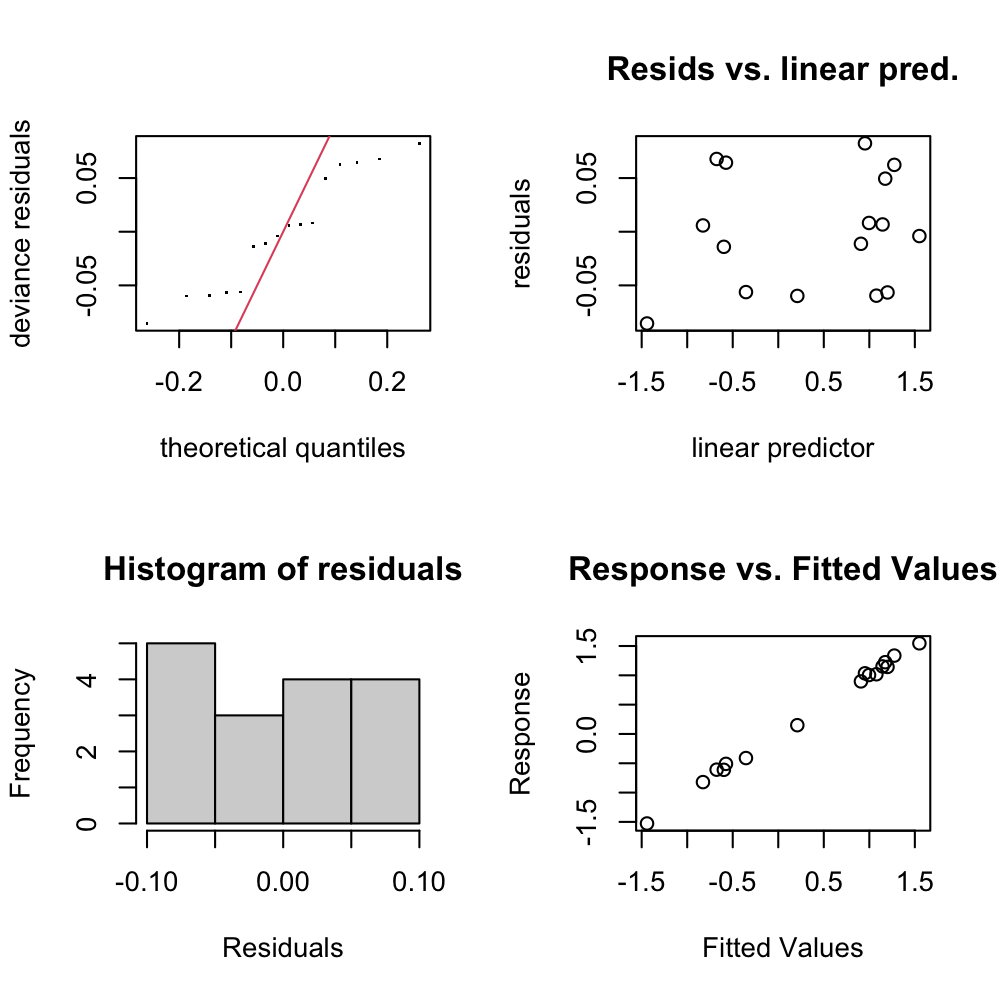 deviance residuals
0.05
-0.05
-0.2 0.0 0.2
theoretical quantiles
Resids vs. linear pred.
residuals
0.05
-0.05
-1.5 -0.5 0.5 1.5
linear predictor
Histogram of residuals
Frequency
4
2
0
-0.10 0.00 0.10
Residuals
Response vs. Fitted Values
Response
1.5
0.0
-1.5
-1.5 -0.5 0.5 1.5
Fitted Values